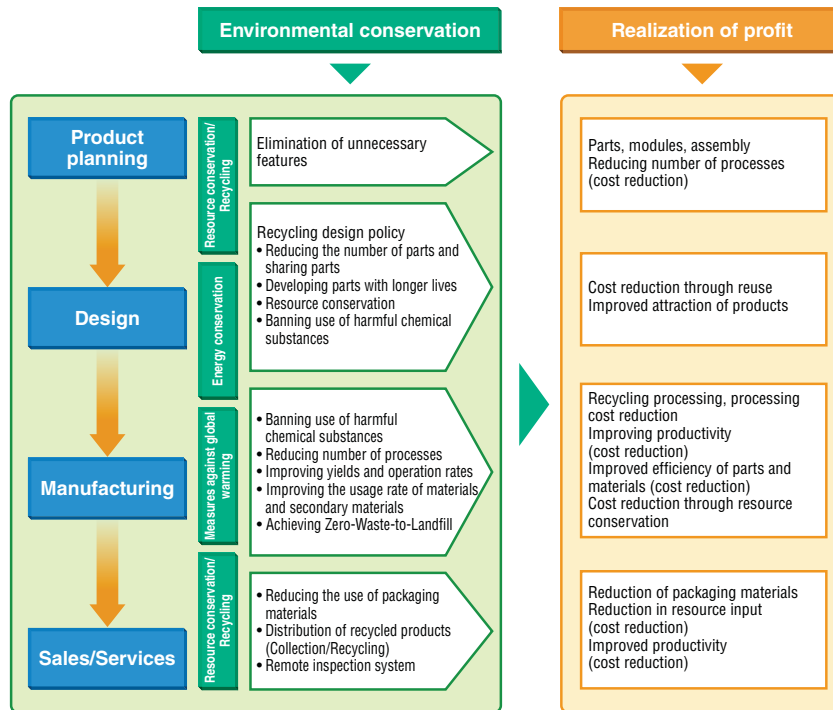 Environmental conservation
Realization of profit
Product
planning
Design
Manufacturing
Sales/Services
Resource conservation/
Recycling
Energy conservation
Measures against global
warming
Resource conservation/
Recycling
Elimination of unnecessary
features
Recycling design policy
• Reducing the number of parts and
sharing parts
• Developing parts with longer lives
• Resource conservation
• Banning use of harmful chemical
substances
• Banning use of harmful
chemical substances
• Reducing number of processes
• Improving yields and operation rates
• Improving the usage rate of materials
and secondary materials
• Achieving Zero-Waste-to-Landfill
• Reducing the use of packaging
materials
• Distribution of recycled products
(Collection/Recycling)
• Remote inspection system
Parts, modules, assembly
Reducing number of processes
(cost reduction)
Cost reduction through reuse
Improved attraction of products
Recycling processing, processing
cost reduction
Improving productivity
(cost reduction)
Improved efficiency of parts and
materials (cost reduction)
Cost reduction through resource
conservation
Reduction of packaging materials
Reduction in resource input
(cost reduction)
Improved productivity
(cost reduction)